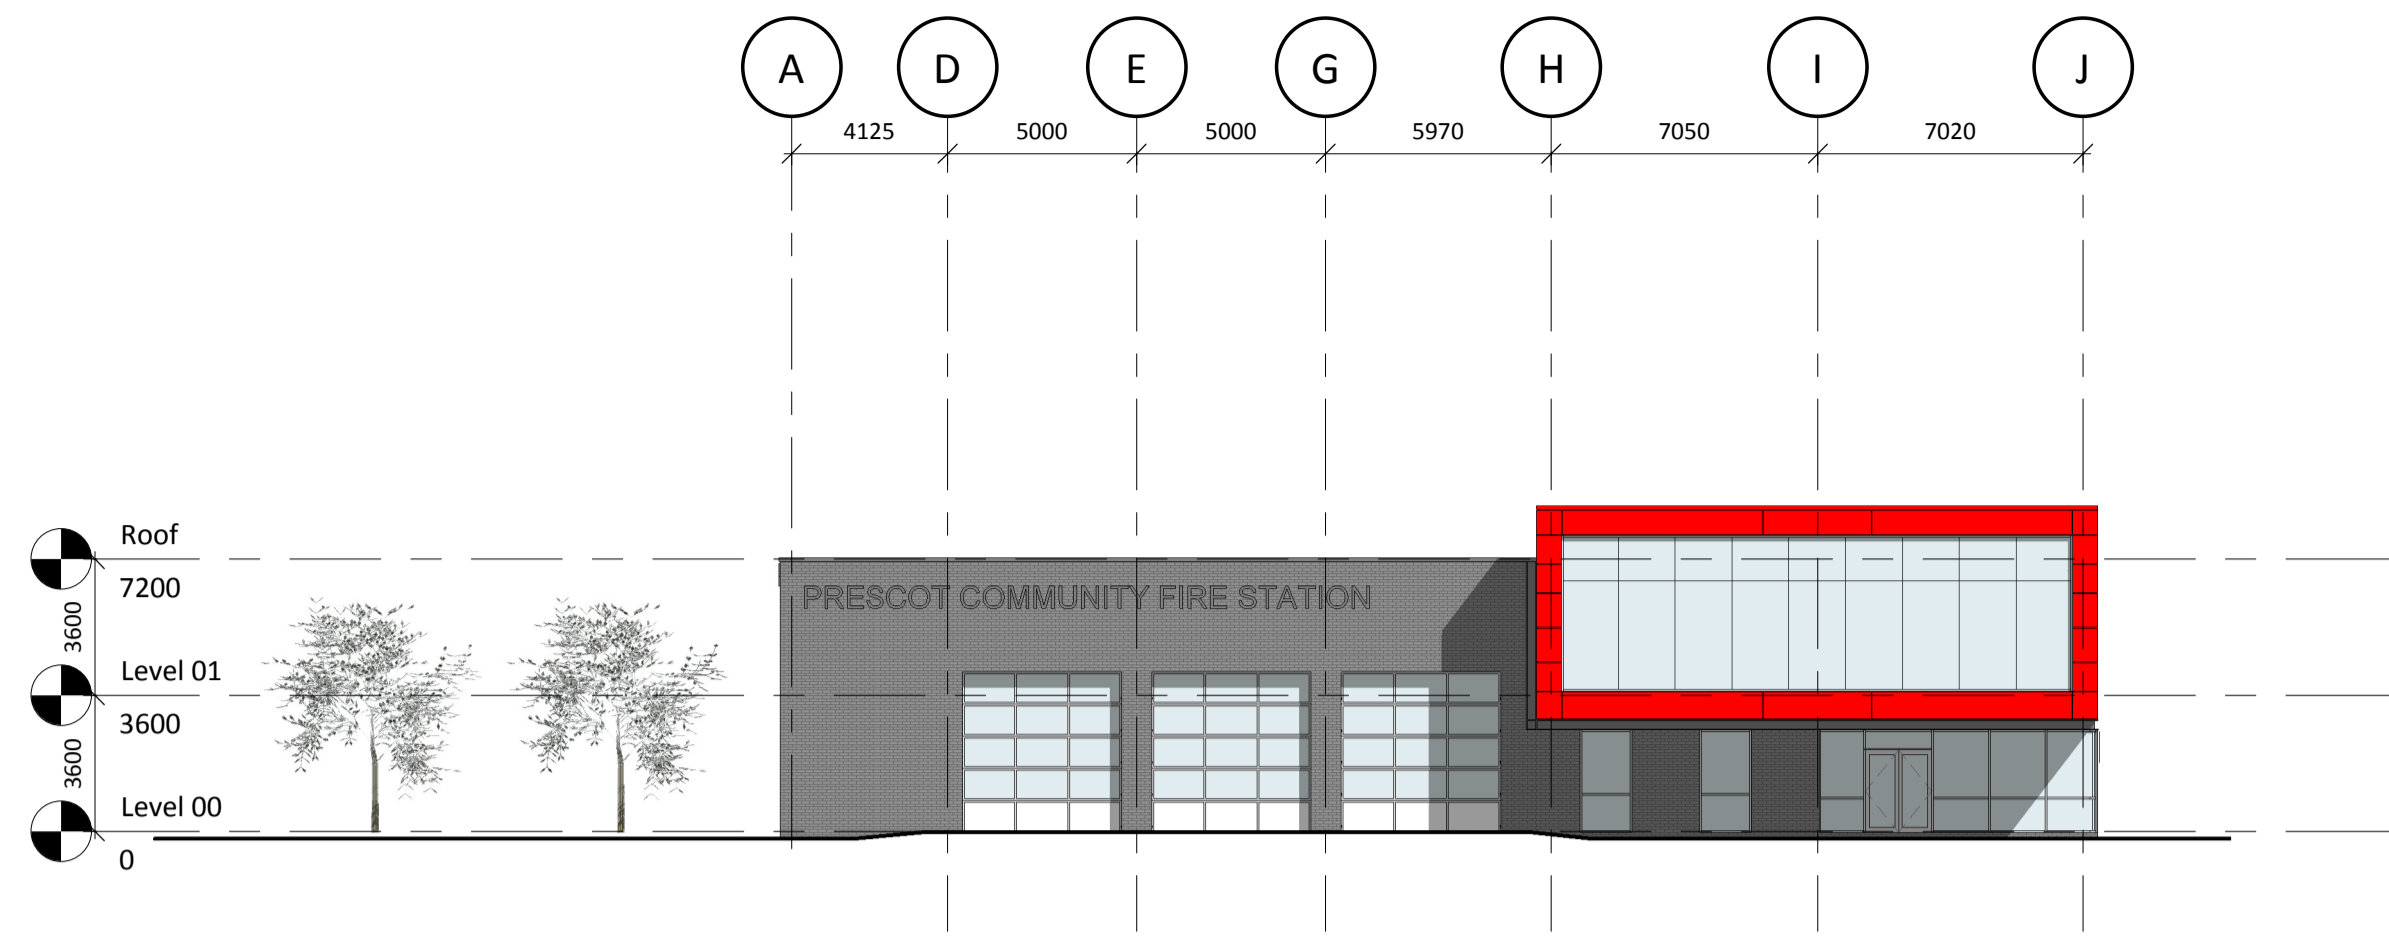 A D E G H I J
4125 5000 5000 5970 7050 7020
Roof
7200
3600
Level 01
3600
3600
Level 00
0
PRESCOT COMMUNITY FIRE STATION